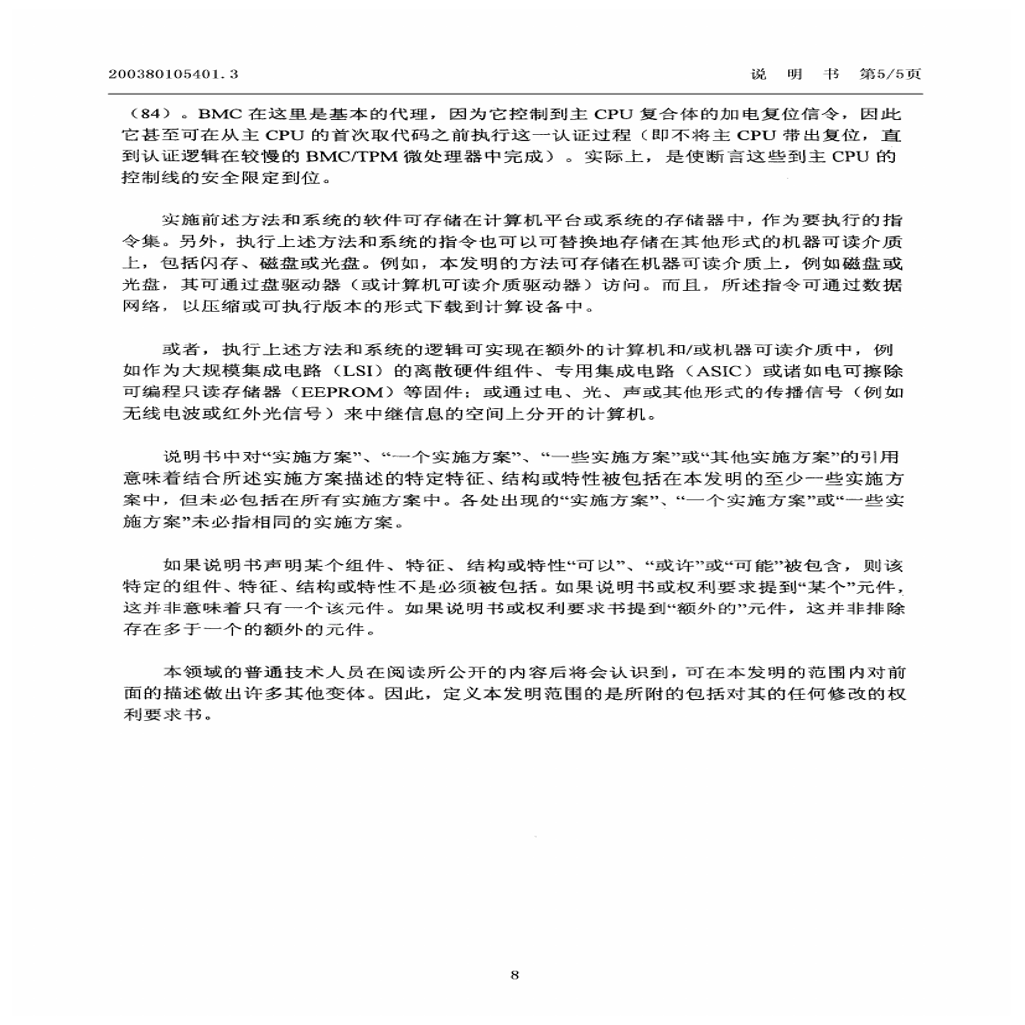 200380105401.3 说 明 书 第5/5页
（84）。BMC 在这里是基本的代理，因为它控制到主 CPU 复合体的加电复位信令，因此
它甚至可在从主 CPU 的首次取代码之前执行这一认证过程（即不将主 CPU 带出复位，直
到认证逻辑在较慢的 BMC/TPM 微处理器中完成）。实际上，是使断言这些到主 CPU 的
控制线的安全限定到位。
实施前述方法和系统的软件可存储在计算机平台或系统的存储器中，作为要执行的指
令集。另外，执行上述方法和系统的指令也可以可替换地存储在其他形式的机器可读介质
上，包括闪存、磁盘或光盘。例如，本发明的方法可存储在机器可读介质上，例如磁盘或
光盘，其可通过盘驱动器（或计算机可读介质驱动器）访问。而且，所述指令可通过数据
网络，以压缩或可执行版本的形式下载到计算设备中。
或者，执行上述方法和系统的逻辑可实现在额外的计算机和/或机器可读介质中，例
如作为大规模集成电路（LSI）的离散硬件组件、专用集成电路（ASIC）或诸如电可擦除
可编程只读存储器（EEPROM）等固件；或通过电、光、声或其他形式的传播信号（例如
无线电波或红外光信号）来中继信息的空间上分开的计算机。
说明书中对“实施方案”、“一个实施方案”、“一些实施方案”或“其他实施方案”的引用
意味着结合所述实施方案描述的特定特征、结构或特性被包括在本发明的至少一些实施方
案中，但未必包括在所有实施方案中。各处出现的“实施方案”、“一个实施方案”或“一些实
施方案”未必指相同的实施方案。
如果说明书声明某个组件、特征、结构或特性“可以”、“或许”或“可能”被包含，则该
特定的组件、特征、结构或特性不是必须被包括。如果说明书或权利要求提到“某个”元件，
这并非意味着只有一个该元件。如果说明书或权利要求书提到“额外的”元件，这并非排除
存在多于一个的额外的元件。
本领域的普通技术人员在阅读所公开的内容后将会认识到，可在本发明的范围内对前
面的描述做出许多其他变体。因此，定义本发明范围的是所附的包括对其的任何修改的权
利要求书。
8